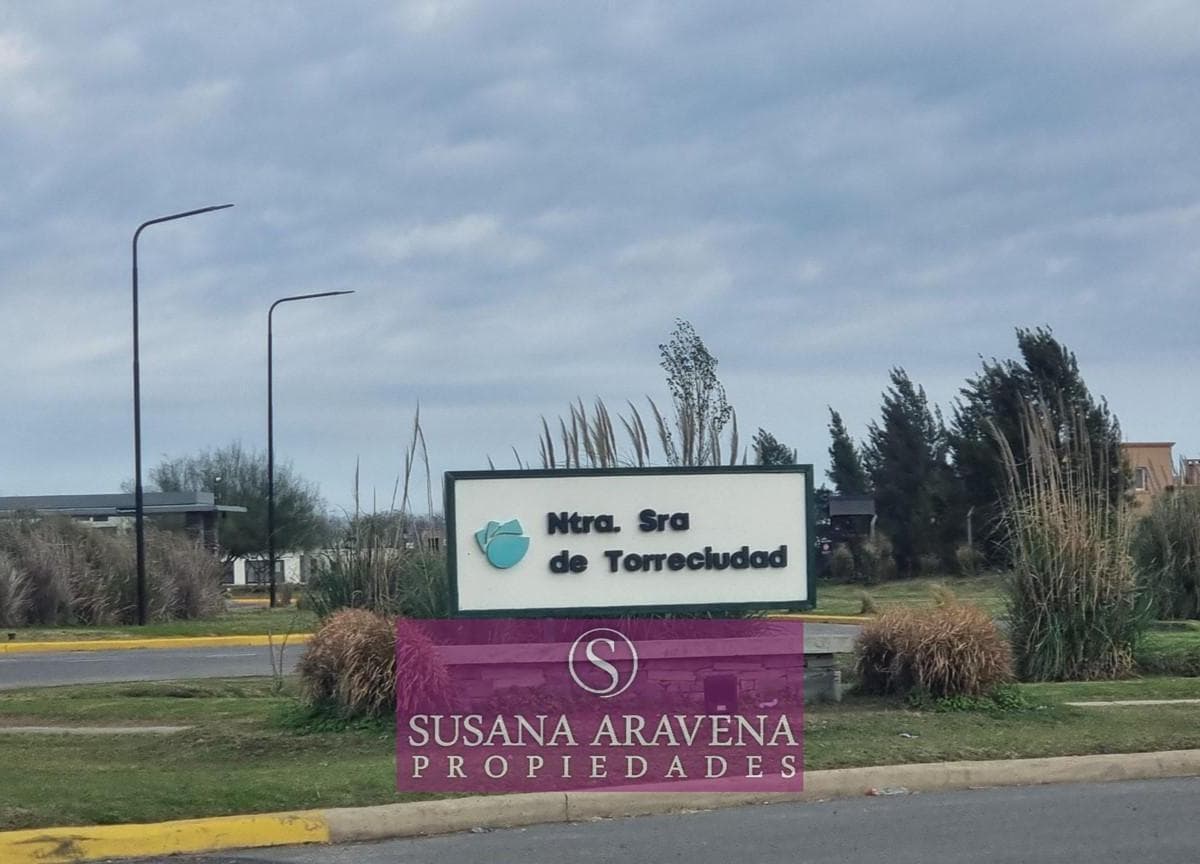 Ntra. Sra
de Torreciudad
S
SUSANA ARAVENA
PROPIEDADES